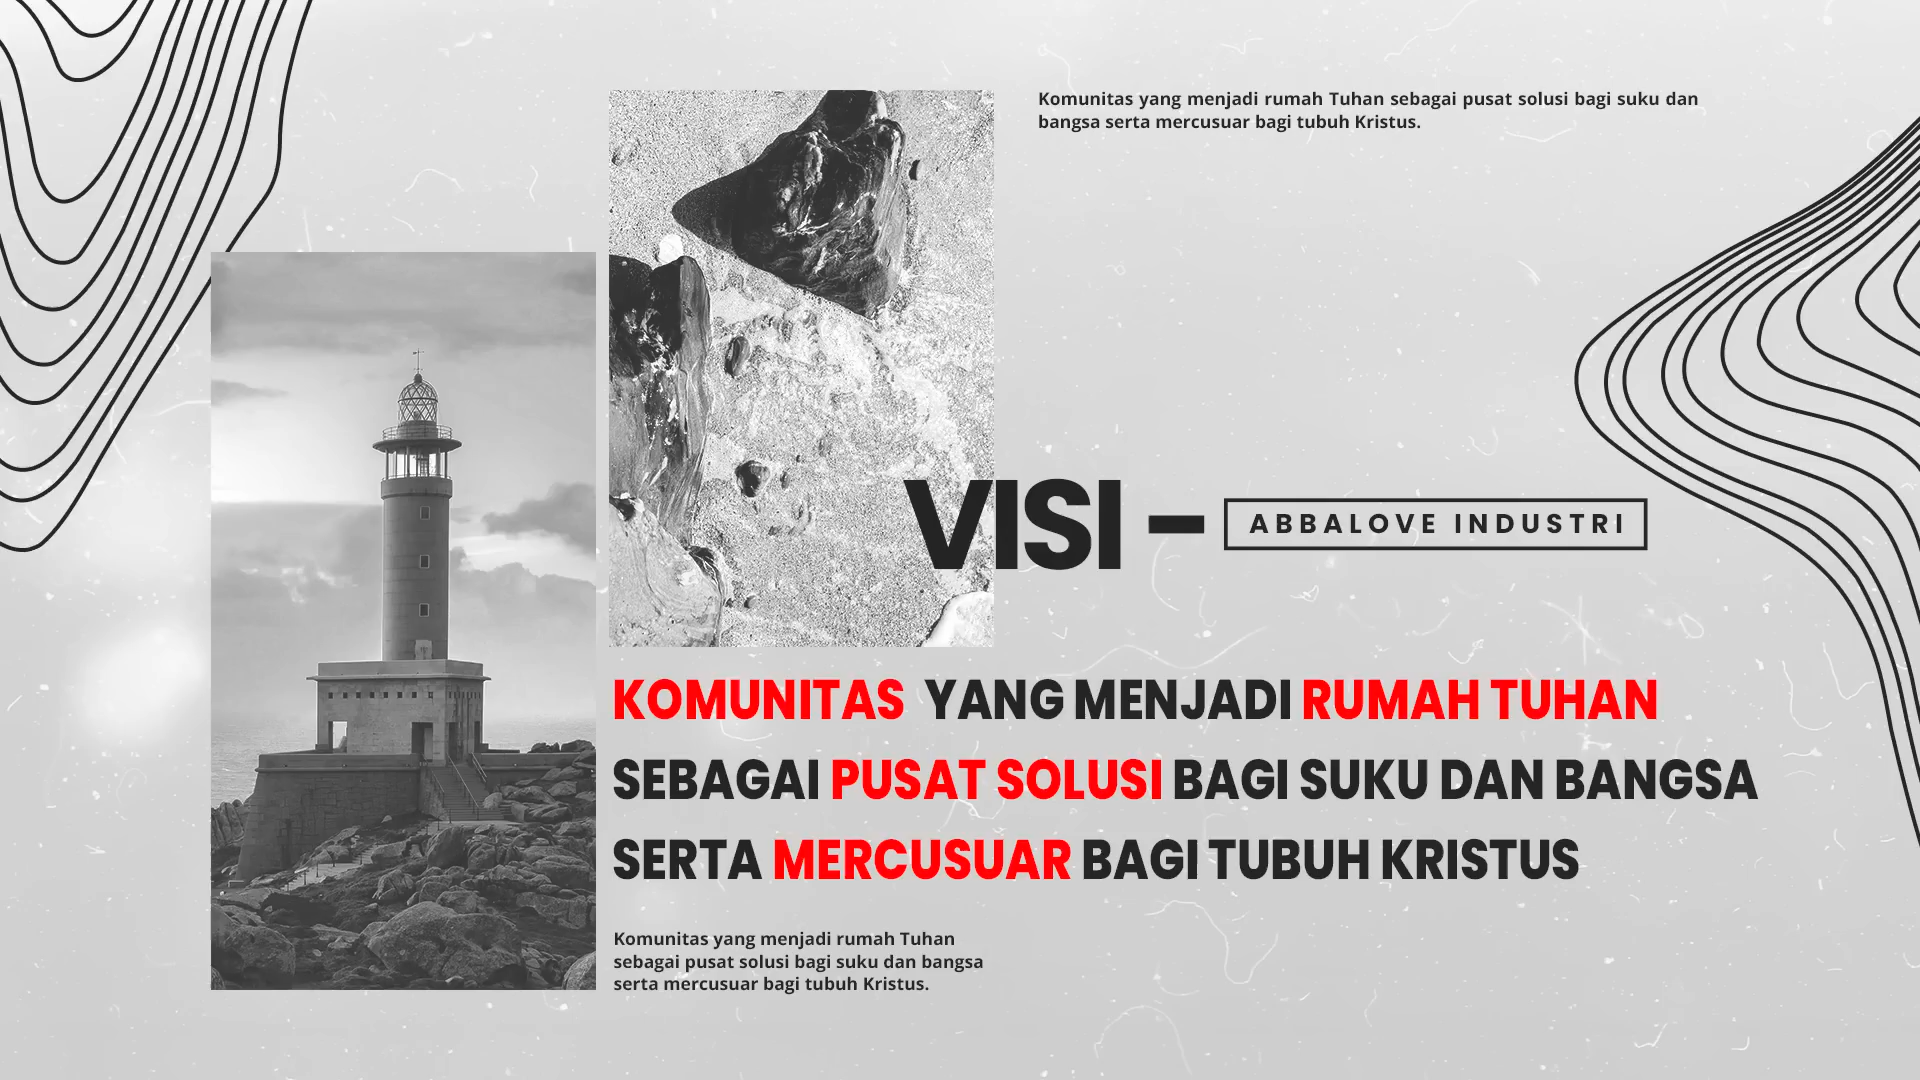 Komunitas yang menjadi rumah Tuhan sebagai pusat solusi bagi suku dan
bangsa serta mercusuar bagi tubuh Kristus.
VISI – ABBALOVE INDUSTRI
KOMUNITAS YANG MENJADI RUMAH TUHAN
SEBAGAI PUSAT SOLUSI BAGI SUKU DAN BANGSA
SERTA MERCUSUAR BAGI TUBUH KRISTUS
Komunitas yang menjadi rumah Tuhan
sebagai pusat solusi bagi suku dan bangsa
serta mercusuar bagi tubuh Kristus.